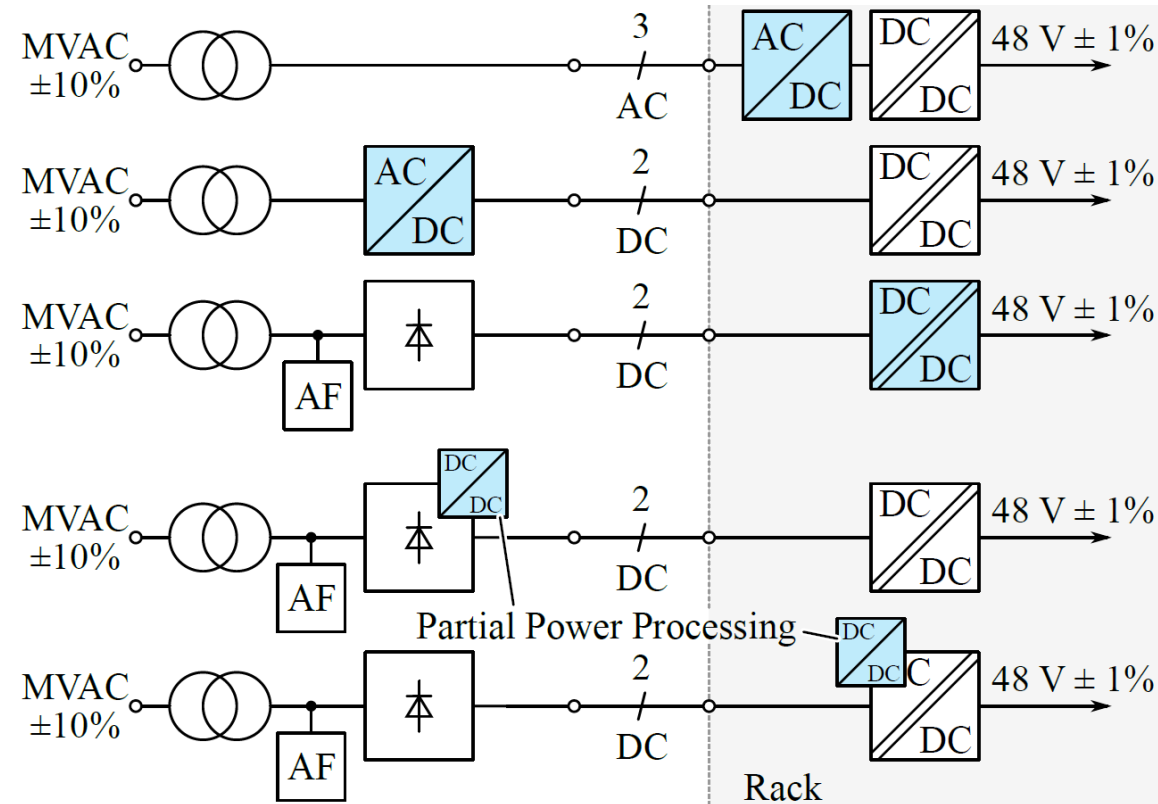 MVAC
±10%
3
AC
AC
DC
DC
DC
48 V ± 1%
MVAC
±10%
AC
DC
2
DC
DC
DC
48 V ± 1%
MVAC
±10%
AF
2
DC
DC
DC
48 V ± 1%
MVAC
±10%
AF
DC
DC
2
DC
DC
DC
48 V ± 1%
Partial Power Processing
MVAC
±10%
AF
2
DC
DC
DC
C
DC
48 V ± 1%
Rack